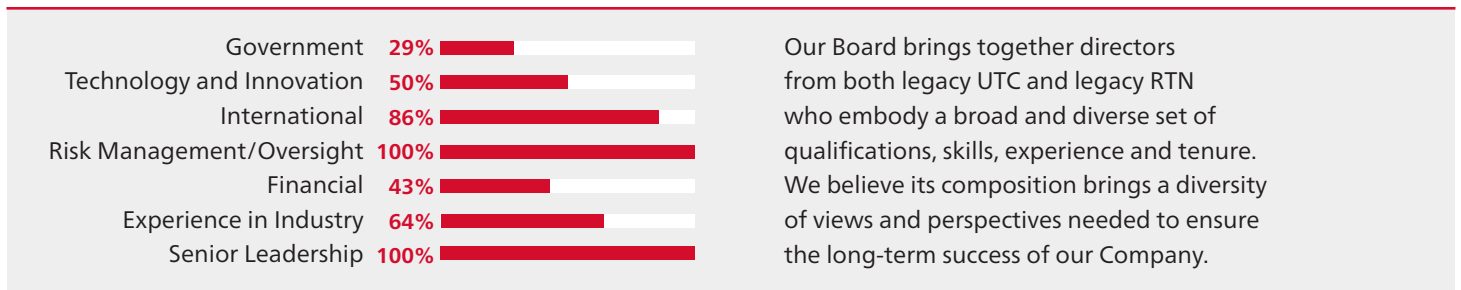 Government 29%
Technology and Innovation 50%
International 86%
Risk Management/Oversight 100%
Financial 43%
Experience in Industry 64%
Senior Leadership 100%
Our Board brings together directors
from both legacy UTC and legacy RTN
who embody a broad and diverse set of
qualifications, skills, experience and tenure.
We believe its composition brings a diversity
of views and perspectives needed to ensure
the long-term success of our Company.